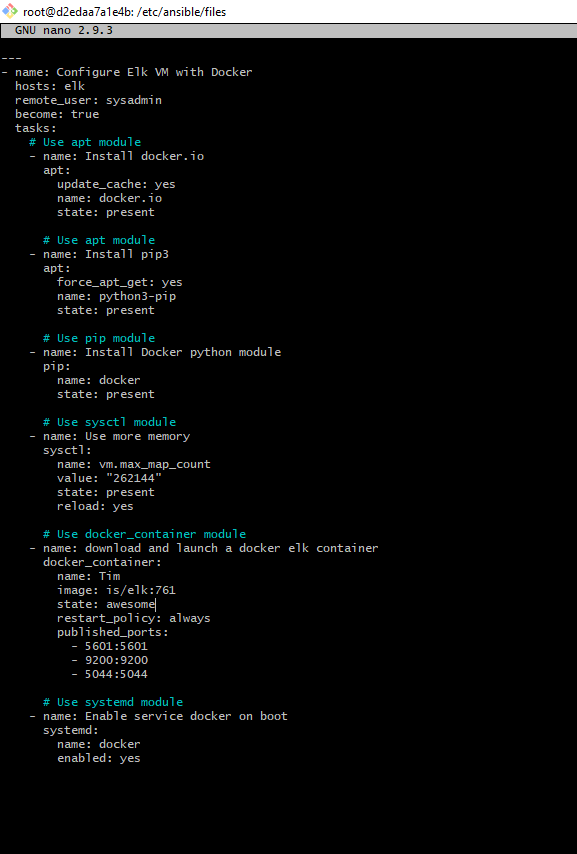 root@d2edaa7a1e4b: /etc/ansible/files
GNU nano 2.9.3
---
- name: Configure Elk VM with Docker
  hosts: elk
  remote_user: sysadmin
  become: true
  tasks:
    # Use apt module
    - name: Install docker.io
      apt:
        update_cache: yes
        name: docker.io
        state: present
      # Use apt module
    - name: Install pip3
      apt:
        force_apt_get: yes
        name: python3-pip
        state: present
      # Use pip module
    - name: Install Docker python module
      pip:
        name: docker
        state: present
      # Use sysctl module
    - name: Use more memory
      sysctl:
        name: vm.max_map_count
        value: "262144"
        state: present
        reload: yes
      # Use docker_container module
    - name: download and launch a docker elk container
      docker_container:
        name: Tim
        image: is/elk:761
        state: awesome
        restart_policy: always
        published_ports:
          - 5601:5601
          - 9200:9200
          - 5044:5044
      # Use systemd module
    - name: Enable service docker on boot
      systemd:
        name: docker
        enabled: yes